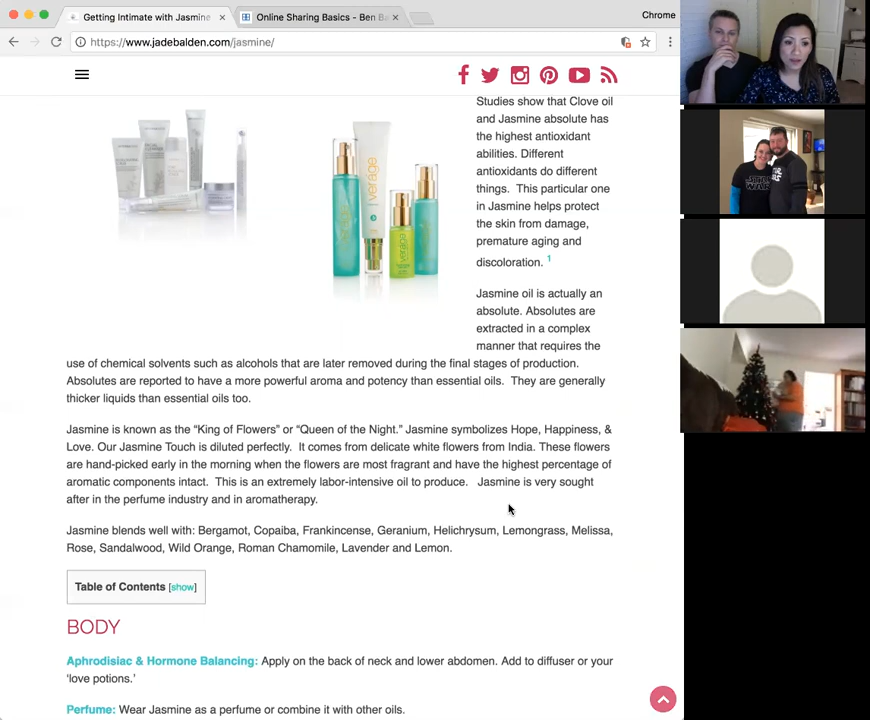 Getting Intimate with Jasmine
Online Sharing Basics - Ben Ba
Chrome
https://www.jadebalden.com/jasmine/
Studies show that Clove oil
and Jasmine absolute has
the highest antioxidant
abilities. Different
antioxidants do different
things. This particular one
in Jasmine helps protect
the skin from damage,
premature aging and
discoloration. 1
Jasmine oil is actually an
absolute. Absolutes are
extracted in a complex
manner that requires the
use of chemical solvents such as alcohols that are later removed during the final stages of production.
Absolutes are reported to have a more powerful aroma and potency than essential oils. They are generally
thicker liquids than essential oils too.
Jasmine is known as the “King of Flowers” or “Queen of the Night.” Jasmine symbolizes Hope, Happiness, &
Love. Our Jasmine Touch is diluted perfectly. It comes from delicate white flowers from India. These flowers
are hand-picked early in the morning when the flowers are most fragrant and have the highest percentage of
aromatic components intact. This is an extremely labor-intensive oil to produce. Jasmine is very sought
after in the perfume industry and in aromatherapy.
Jasmine blends well with: Bergamot, Copaiba, Frankincense, Geranium, Helichrysum, Lemongrass, Melissa,
Rose, Sandalwood, Wild Orange, Roman Chamomile, Lavender and Lemon.
Table of Contents [show]
BODY
Aphrodisiac & Hormone Balancing: Apply on the back of neck and lower abdomen. Add to diffuser or your
‘love potions.’
Perfume: Wear Jasmine as a perfume or combine it with other oils.
verage
STAR
WARS